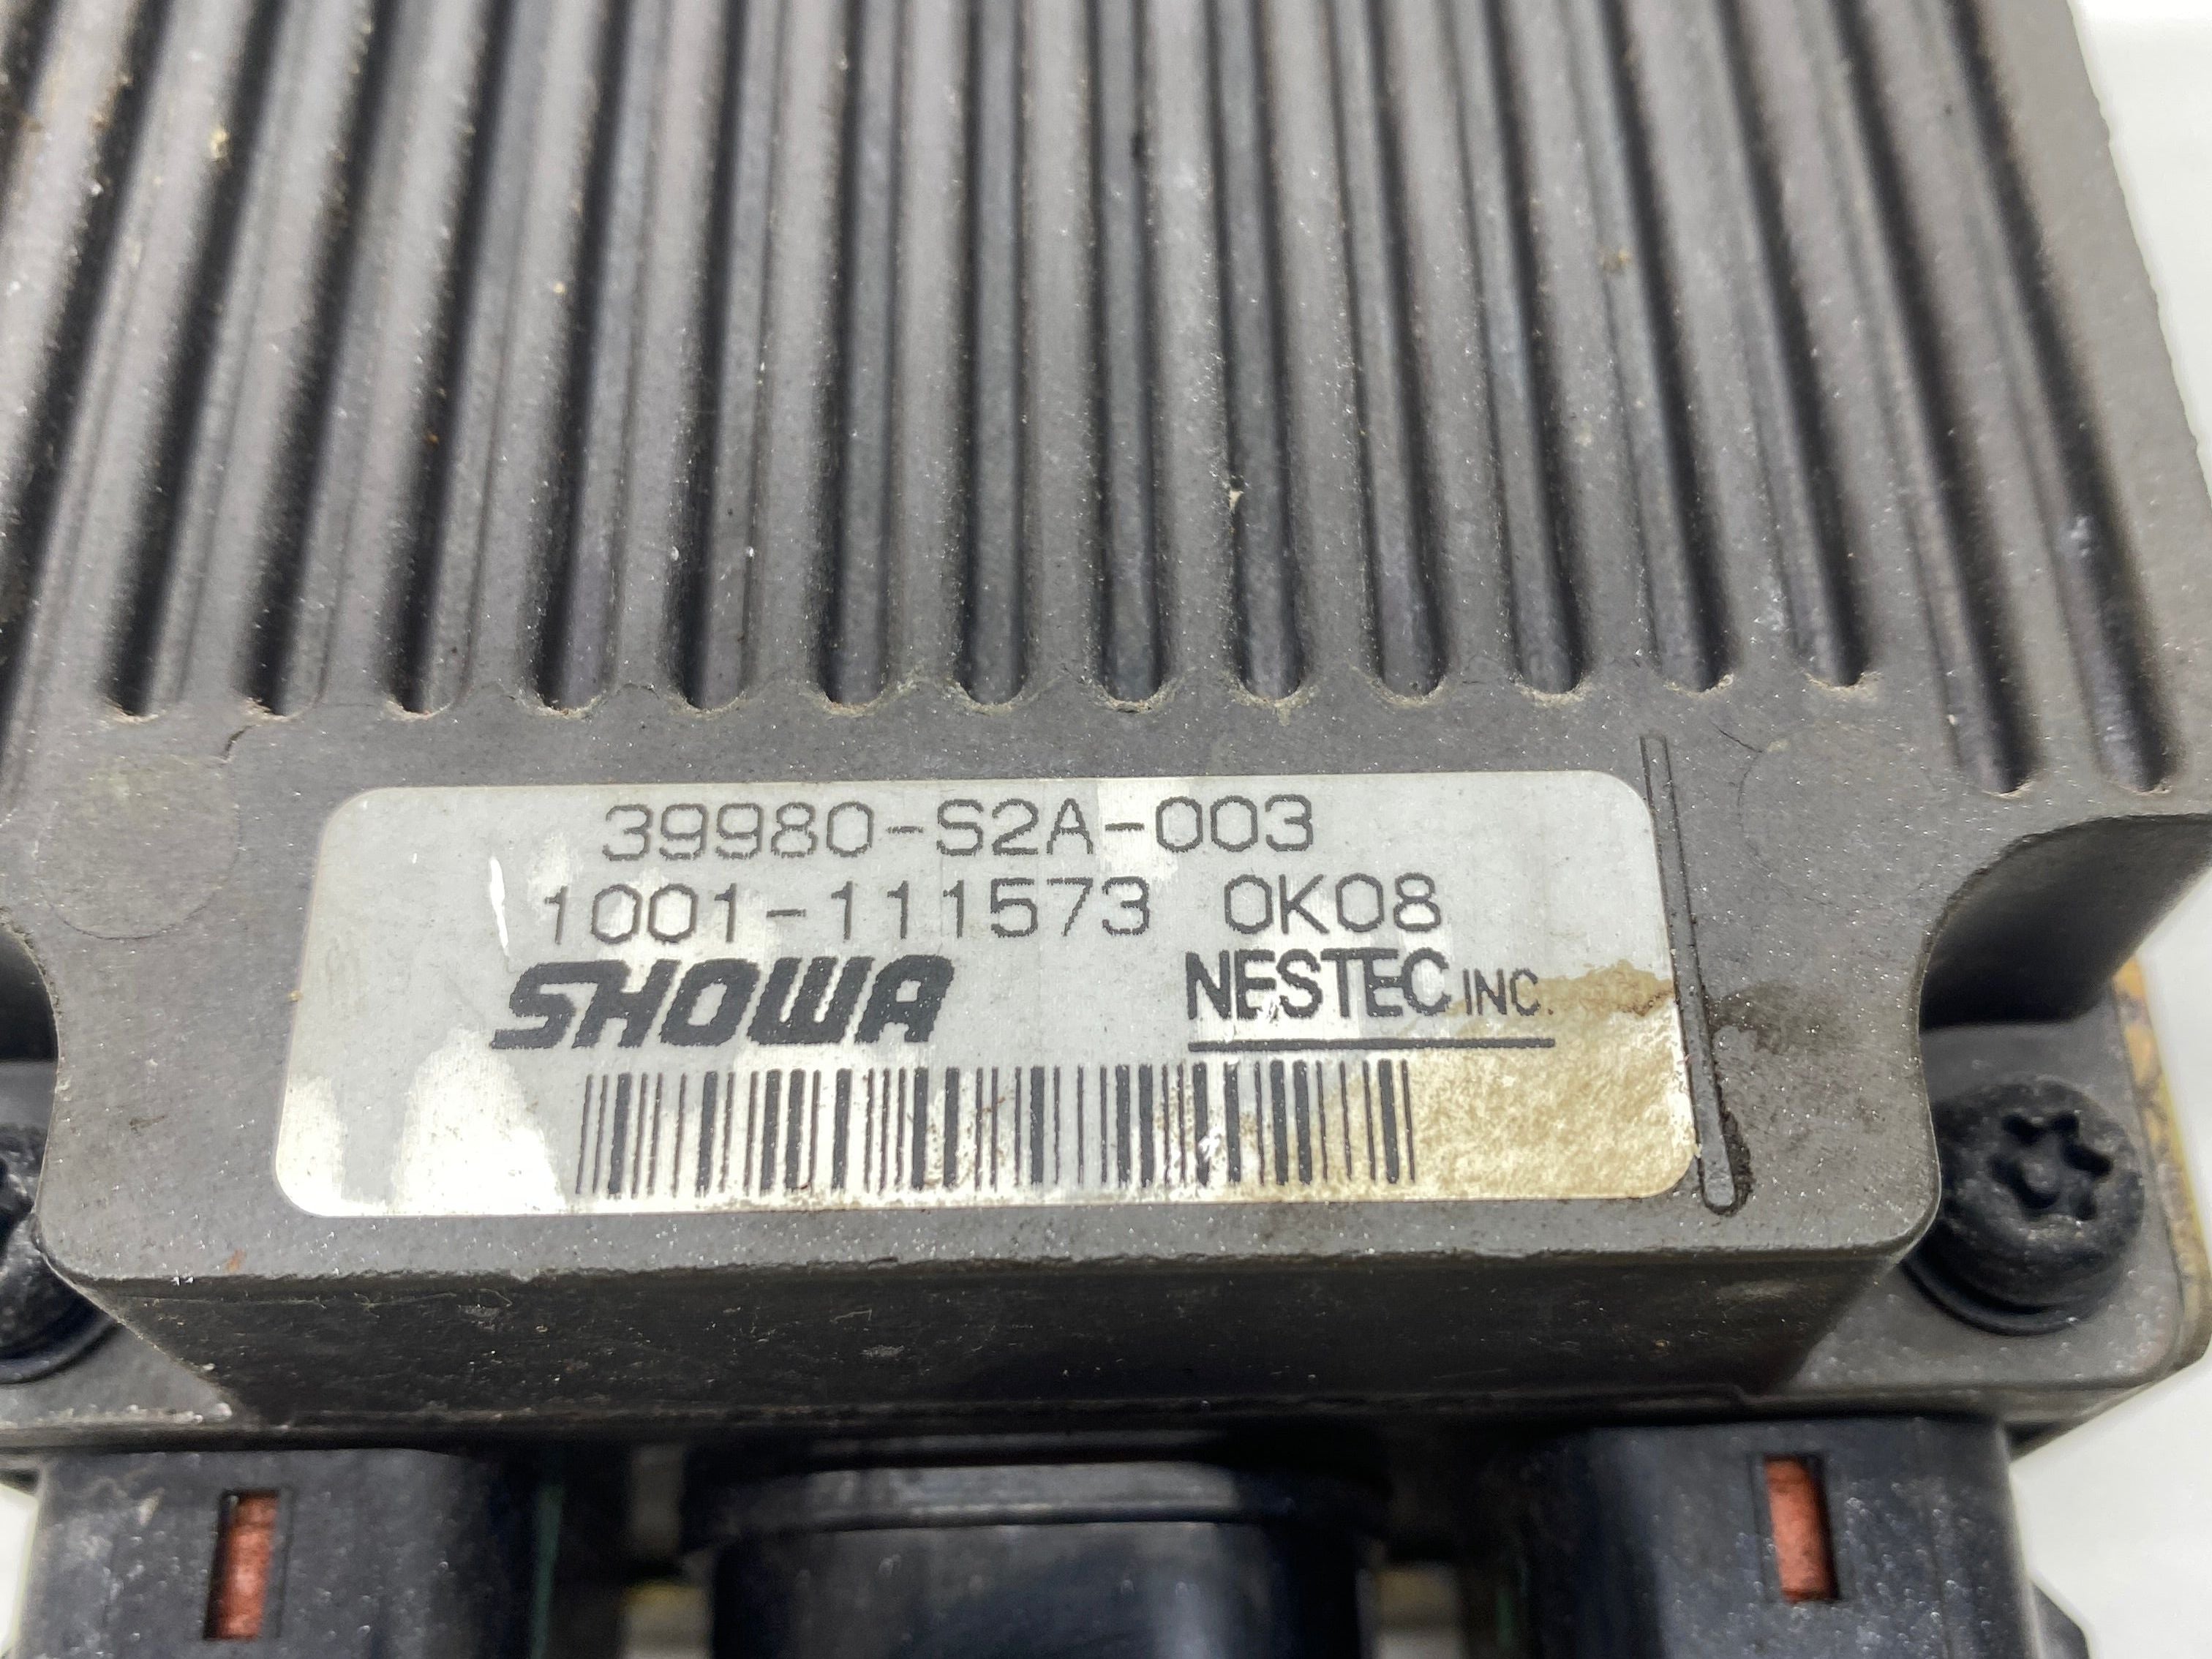 39980-S2A-003
1001-111573 0K08
SHOWA NESTEC INC.